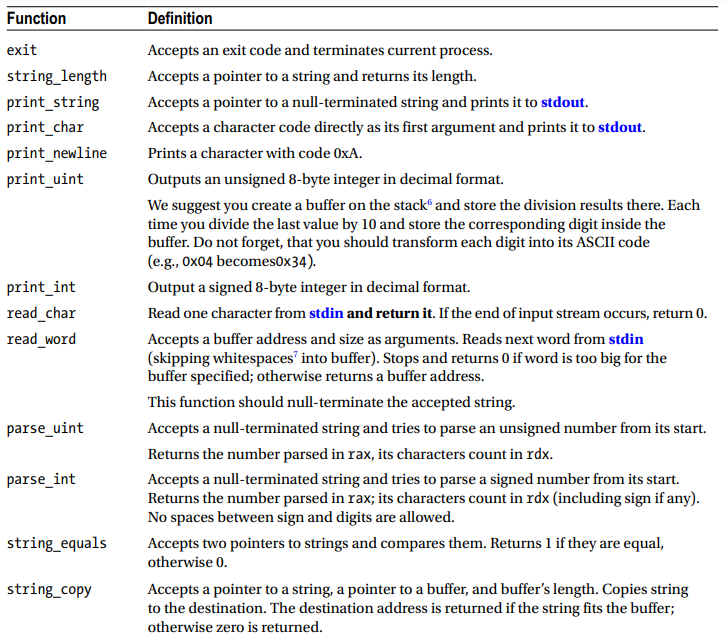 Function Definition
exit Accepts an exit code and terminates current process.
string_length Accepts a pointer to a string and returns its length.
print_string Accepts a pointer to a null-terminated string and prints it to stdout.
print_char Accepts a character code directly as its first argument and prints it to stdout.
print_newline Prints a character with code 0xA.
print_uint Outputs an unsigned 8-byte integer in decimal format.
We suggest you create a buffer on the stack6 and store the division results there. Each
time you divide the last value by 10 and store the corresponding digit inside the
buffer. Do not forget, that you should transform each digit into its ASCII code
(e.g., 0x04 becomes0x34).
print_int Output a signed 8-byte integer in decimal format.
read_char Read one character from stdin and return it. If the end of input stream occurs, return 0.
read_word Accepts a buffer address and size as arguments. Reads next word from stdin
(skipping whitespaces7 into buffer). Stops and returns 0 if word is too big for the
buffer specified; otherwise returns a buffer address.
This function should null-terminate the accepted string.
parse_uint Accepts a null-terminated string and tries to parse an unsigned number from its start.
Returns the number parsed in rax, its characters count in rdx.
parse_int Accepts a null-terminated string and tries to parse a signed number from its start.
Returns the number parsed in rax; its characters count in rdx (including sign if any).
No spaces between sign and digits are allowed.
string_equals Accepts two pointers to strings and compares them. Returns 1 if they are equal,
otherwise 0.
string_copy Accepts a pointer to a string, a pointer to a buffer, and buffer's length. Copies string
to the destination. The destination address is returned if the string fits the buffer;
otherwise zero is returned.